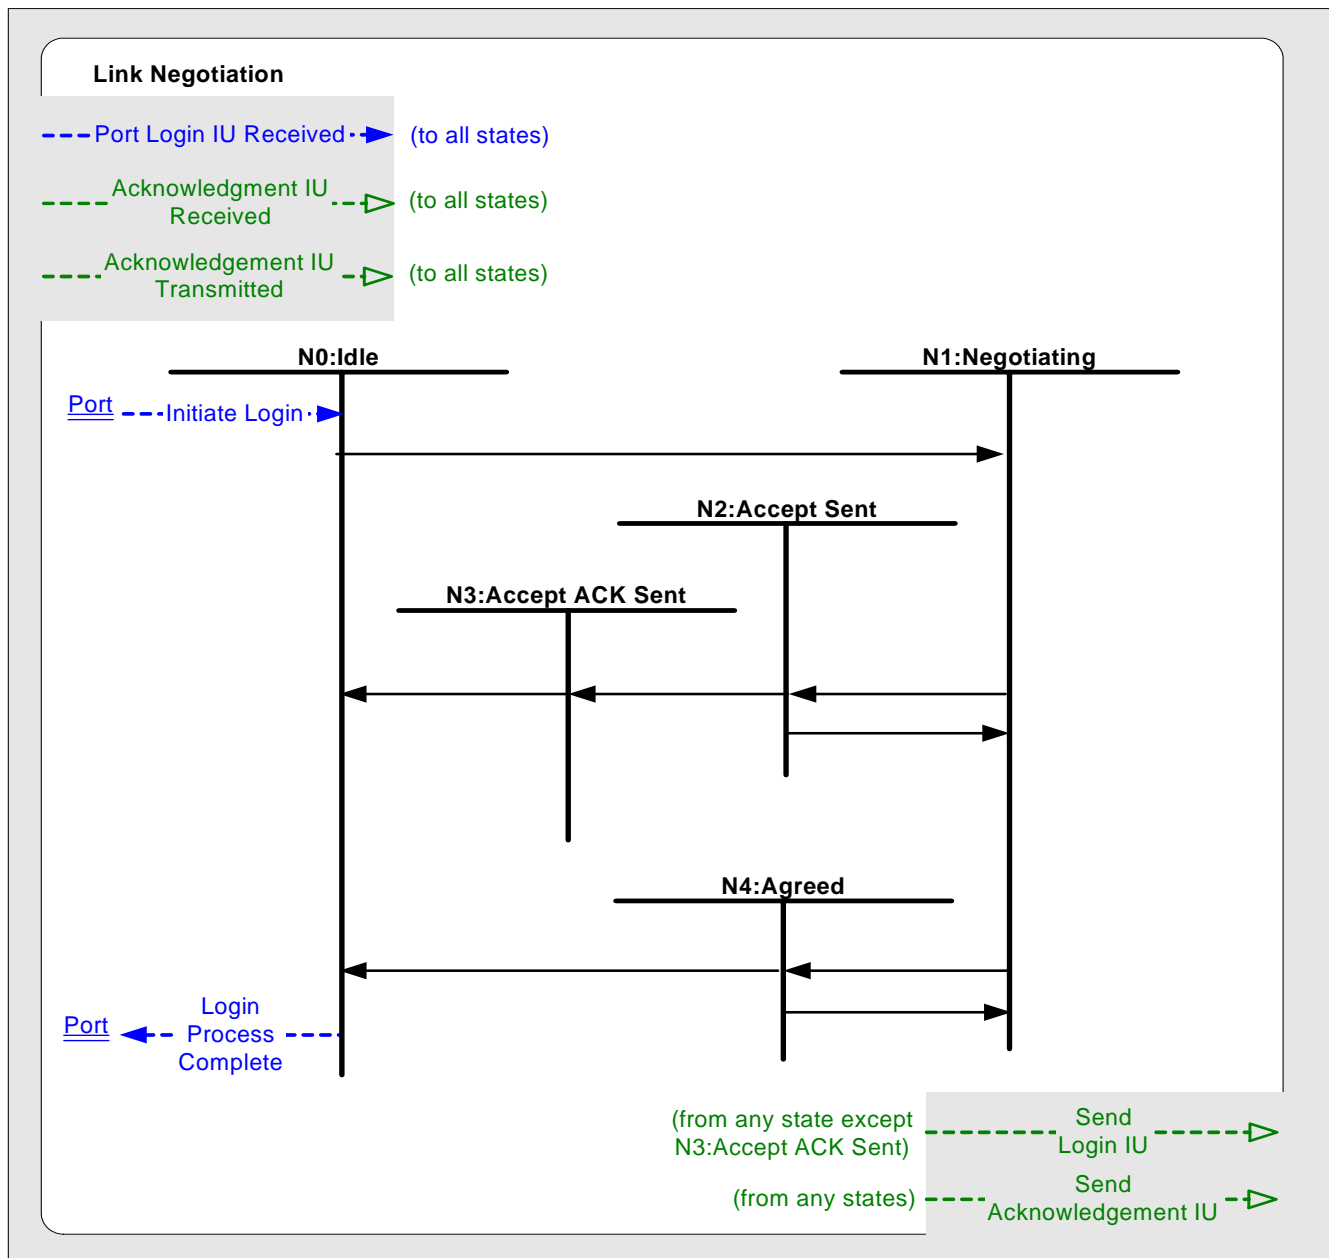 Link Negotiation
Port Login IU Received
(to all states)
Acknowledgment IU
Received
(to all states)
Acknowledgement IU
Transmitted
(to all states)
N0:Idle
N1:Negotiating
Port
Initiate Login
N2:Accept Sent
N3:Accept ACK Sent
N4:Agreed
Port
Login
Process
Complete
(from any state except
N3:Accept ACK Sent)
Send
Login IU
(from any states)
Send
Acknowledgement IU